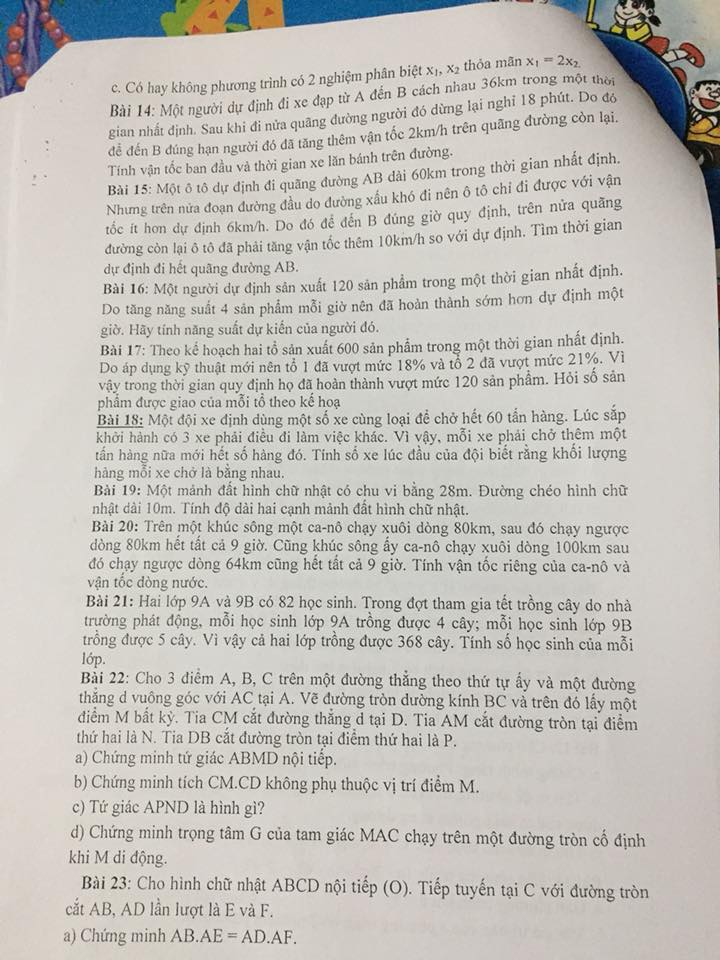 c. Có hay không phương trình có 2 nghiệm phân biệt x₁, x₂ thỏa mãn x₁ = 2x₂.
Bài 14: Một người dự định đi xe đạp từ A đến B cách nhau 36km trong một thời
gian nhất định. Sau khi đi nửa quãng đường người đó dừng lại nghỉ 18 phút. Do đó
để đến B đúng hạn người đó đã tăng thêm vận tốc 2km/h trên quãng đường còn lại.
Tính vận tốc ban đầu và thời gian xe lăn bánh trên đường.
Bài 15: Một ô tô dự định đi quãng đường AB dài 60km trong thời gian nhất định.
Nhưng trên nửa đoạn đường đầu do đường xấu khó đi nên ô tô chỉ đi được với vận
tốc ít hơn dự định 6km/h. Do đó để đến B đúng giờ quy định, trên nửa quãng
đường còn lại ô tô đã phải tăng vận tốc thêm 10km/h so với dự định. Tìm thời gian
dự định đi hết quãng đường AB.
Bài 16: Một người dự định sản xuất 120 sản phẩm trong một thời gian nhất định.
Do tăng năng suất 4 sản phẩm mỗi giờ nên đã hoàn thành sớm hơn dự định một
giờ. Hãy tính năng suất dự kiến của người đó.
Bài 17: Theo kế hoạch hai tổ sản xuất 600 sản phẩm trong một thời gian nhất định.
Do áp dụng kỹ thuật mới nên tổ 1 đã vượt mức 18% và tổ 2 đã vượt mức 21%. Vì
vậy trong thời gian quy định họ đã hoàn thành vượt mức 120 sản phẩm. Hỏi số sản
phẩm được giao của mỗi tổ theo kế hoạ
Bài 18: Một đội xe định dùng một số xe cùng loại để chở hết 60 tấn hàng. Lúc sắp
khởi hành có 3 xe phải điều đi làm việc khác. Vì vậy, mỗi xe phải chở thêm một
tấn hàng nữa mới hết số hàng đó. Tính số xe lúc đầu của đội biết rằng khối lượng
hàng mỗi xe chở là bằng nhau.
Bài 19: Một mảnh đất hình chữ nhật có chu vi bằng 28m. Đường chéo hình chữ
nhật dài 10m. Tính độ dài hai cạnh mảnh đất hình chữ nhật.
Bài 20: Trên một khúc sông một ca-nô chạy xuôi dòng 80km, sau đó chạy ngược
dòng 80km hết tất cả 9 giờ. Cũng khúc sông ấy ca-nô chạy xuôi dòng 100km sau
đó chạy ngược dòng 64km cũng hết tất cả 9 giờ. Tính vận tốc riêng của ca-nô và
vận tốc dòng nước.
Bài 21: Hai lớp 9A và 9B có 82 học sinh. Trong đợt tham gia tết trồng cây do nhà
trường phát động, mỗi học sinh lớp 9A trồng được 4 cây; mỗi học sinh lớp 9B
trồng được 5 cây. Vì vậy cả hai lớp trồng được 368 cây. Tính số học sinh của mỗi
lớp.
Bài 22: Cho 3 điểm A, B, C trên một đường thẳng theo thứ tự ấy và một đường
thẳng d vuông góc với AC tại A. Vẽ đường tròn đường kính BC và trên đó lấy một
điểm M bất kỳ. Tia CM cắt đường thẳng d tại D. Tia AM cắt đường tròn tại điểm
thứ hai là N. Tia DB cắt đường tròn tại điểm thứ hai là P.
a) Chứng minh tứ giác ABMD nội tiếp.
b) Chứng minh tích CM.CD không phụ thuộc vị trí điểm M.
c) Tứ giác APND là hình gì?
d) Chứng minh trọng tâm G của tam giác MAC chạy trên một đường tròn cố định
khi M di động.
Bài 23: Cho hình chữ nhật ABCD nội tiếp (O). Tiếp tuyến tại C với đường tròn
cắt AB, AD lần lượt là E và F.
a) Chứng minh AB.AE = AD.AF.